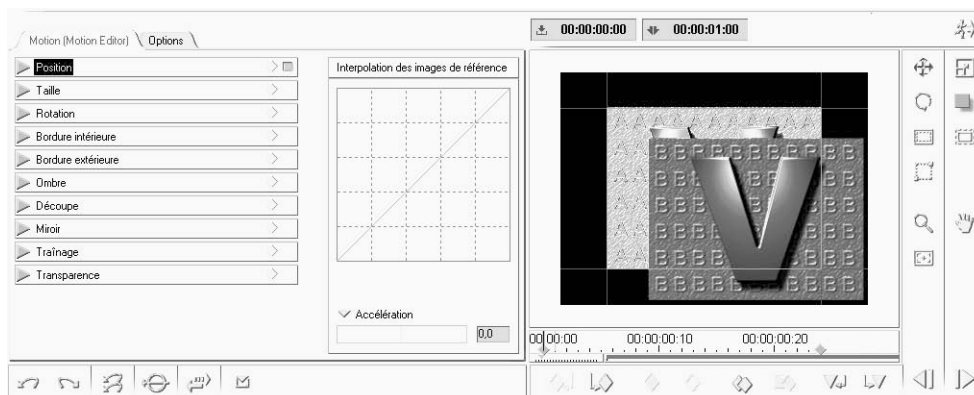 Motion (Motion Editor) Options
Position
Taille
Rotation
Bordure intérieure
Bordure extérieure
Ombre
Découpe
Miroir
Traînage
Transparence
Interpolation des images de référence
Accélération
0,0
00:00:00:00 00:00:01:00
A A A A A A A A A A
A A
B B B B B B B B B B
A A B B B B B
A A B B B B
V
A A B B B B
A A B B B B B B
B B B B B B B
00:00:00 00:00:00:10 00:00:00:20